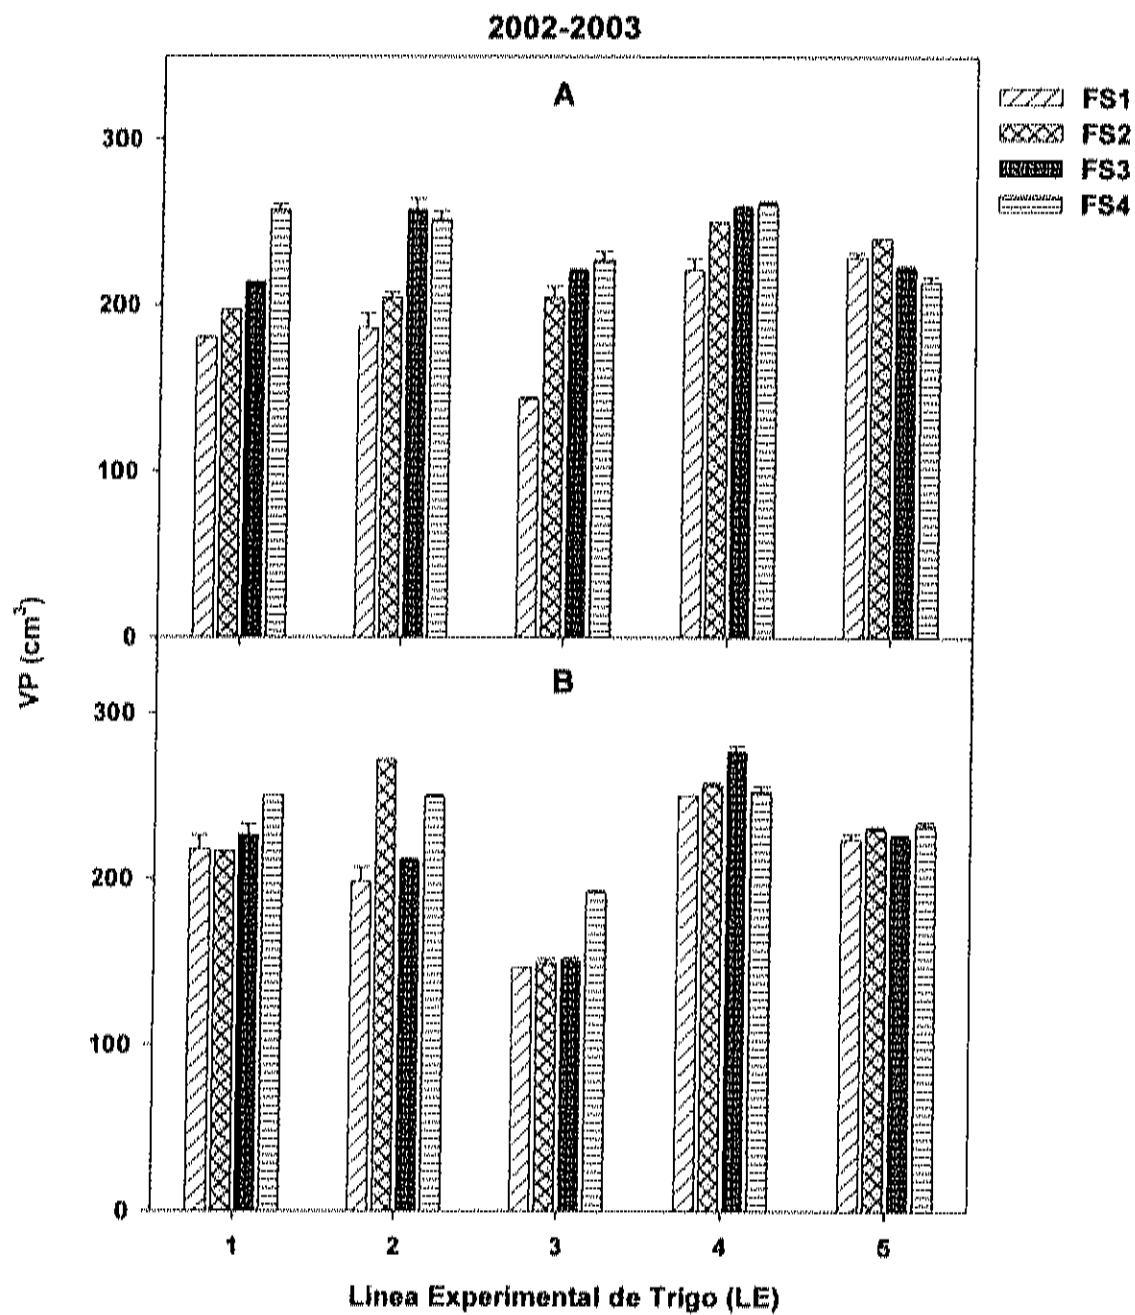 2002-2003
A
FS1
FS2
FS3
FS4
300
200
100
0
VP (cm³)
B
300
200
100
0
1 2 3 4 5
Línea Experimental de Trigo (LE)